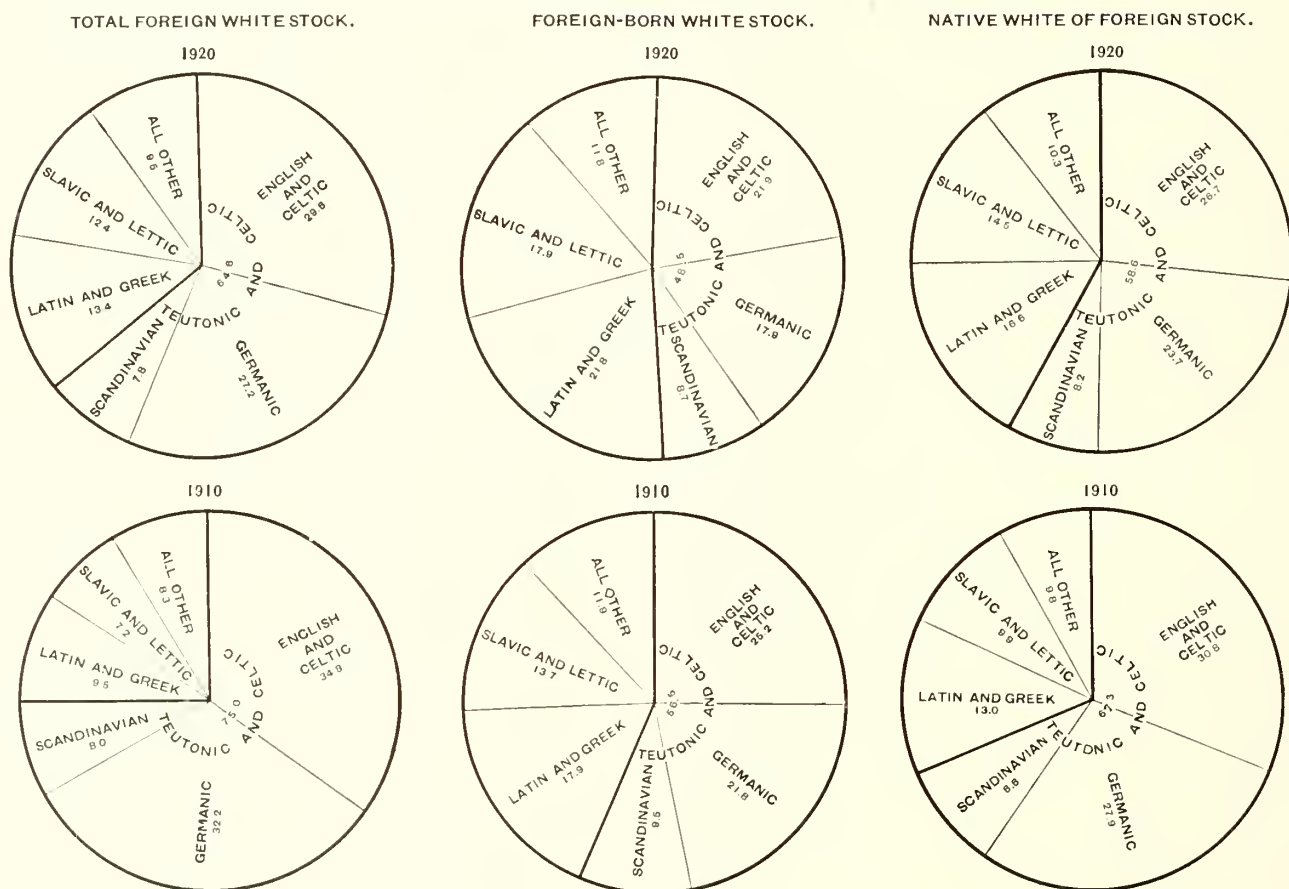 TOTAL FOREIGN WHITE STOCK.
1920
ENGLISH
AND
CELTIC
29.8
GERMANIC
27.2
SCANDINAVIAN
7.8
TEUTONIC AND CELTIC
64.8
LATIN AND GREEK
13.4
SLAVIC AND LETTIC
12.4
ALL OTHER
9.5
FOREIGN-BORN WHITE STOCK.
1920
ENGLISH
AND
CELTIC
21.9
GERMANIC
17.9
SCANDINAVIAN
8.7
TEUTONIC AND CELTIC
48.5
LATIN AND GREEK
21.8
SLAVIC AND LETTIC
17.9
ALL OTHER
11.8
NATIVE WHITE OF FOREIGN STOCK.
1920
ENGLISH
AND
CELTIC
26.7
GERMANIC
23.7
SCANDINAVIAN
8.2
TEUTONIC AND CELTIC
58.6
LATIN AND GREEK
16.6
SLAVIC AND LETTIC
14.5
ALL OTHER
10.3
1910
ENGLISH
AND
CELTIC
34.9
GERMANIC
32.2
SCANDINAVIAN
8.0
TEUTONIC AND CELTIC
75.0
LATIN AND GREEK
9.5
SLAVIC AND LETTIC
7.2
ALL OTHER
8.3
1910
ENGLISH
AND
CELTIC
25.2
GERMANIC
21.8
SCANDINAVIAN
9.5
TEUTONIC AND CELTIC
56.5
LATIN AND GREEK
17.9
SLAVIC AND LETTIC
13.7
ALL OTHER
11.9
1910
ENGLISH
AND
CELTIC
30.8
GERMANIC
27.9
SCANDINAVIAN
8.8
TEUTONIC AND CELTIC
67.3
LATIN AND GREEK
13.0
SLAVIC AND LETTIC
9.9
ALL OTHER
9.8